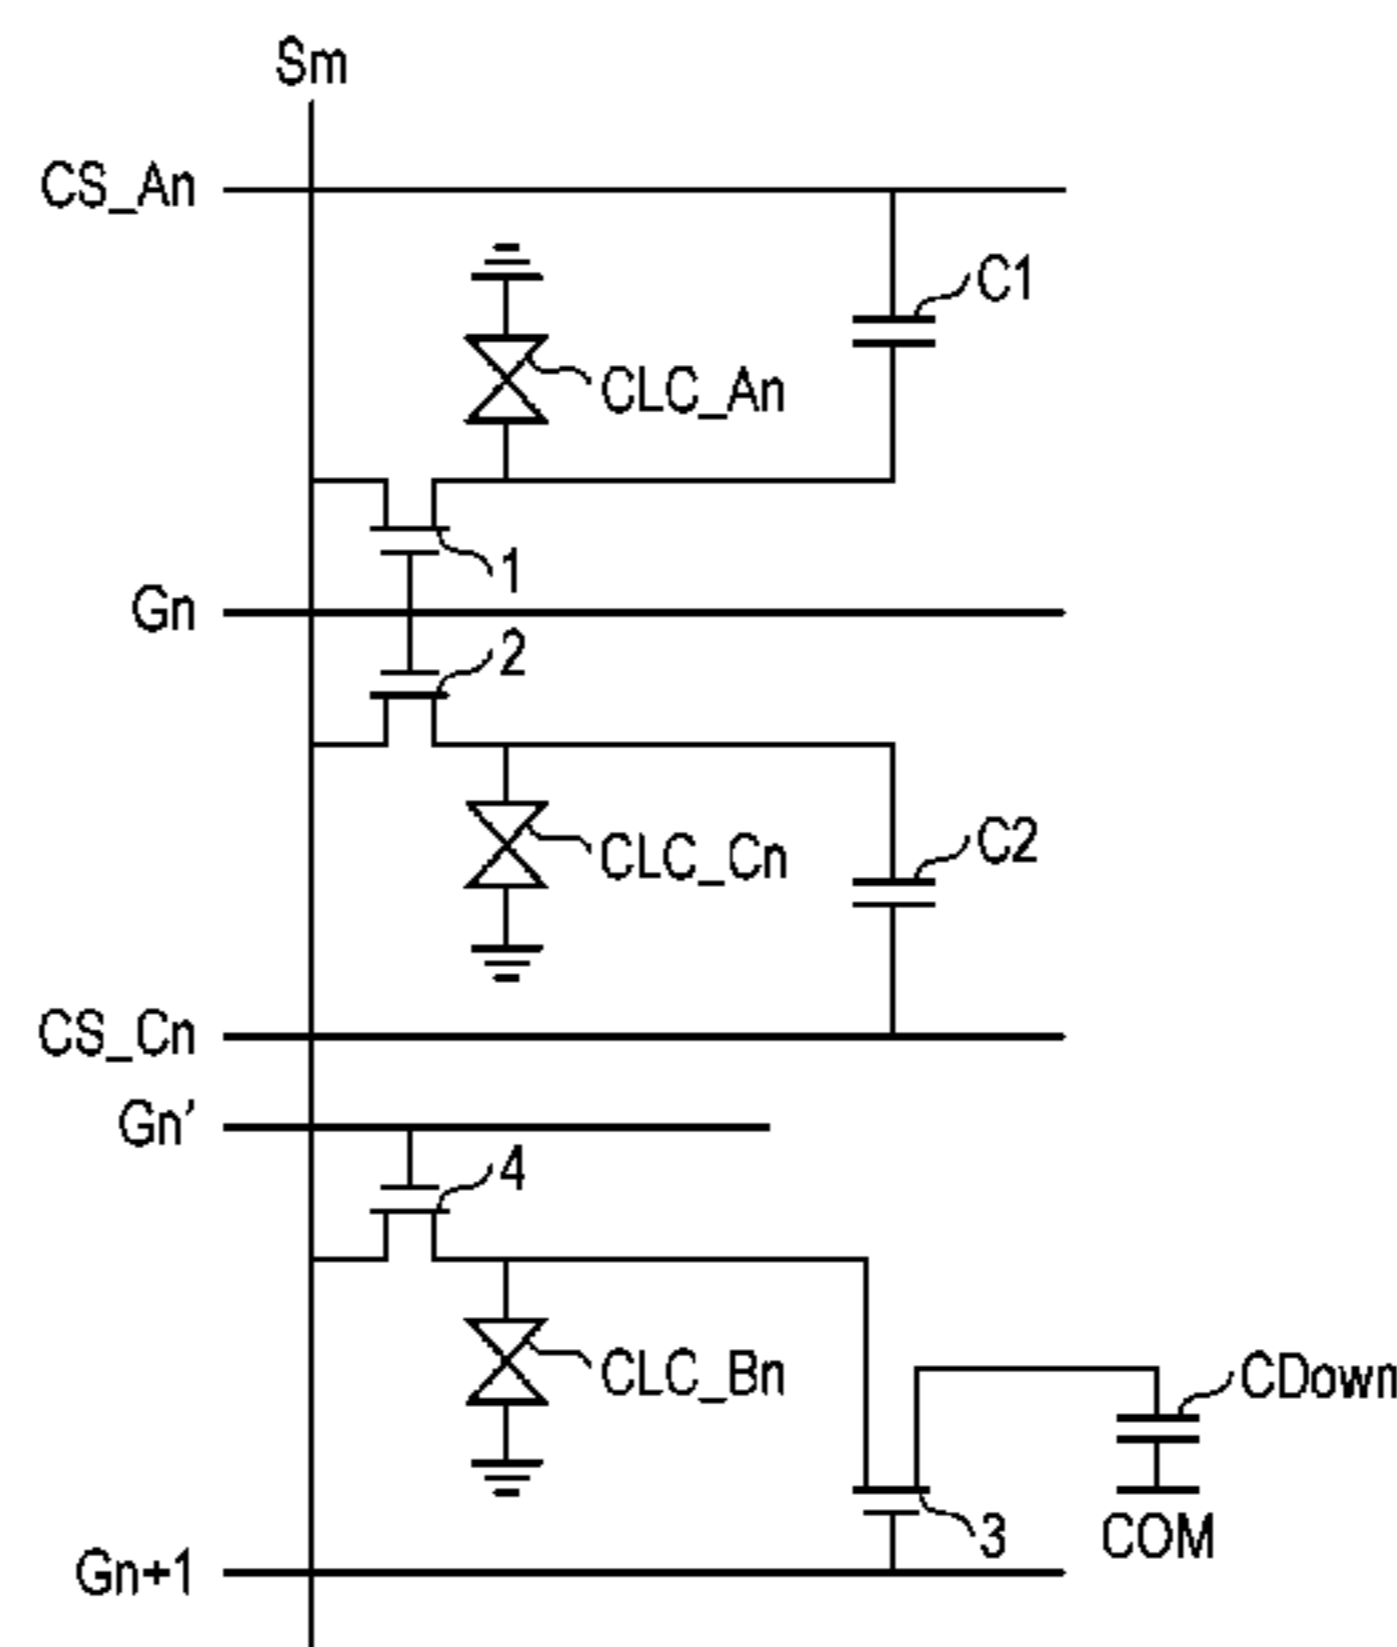 Sm
CS_An
C1
CLC_An
1
Gn
2
C2
CLC_Cn
CS_Cn
Gn’
4
CLC_Bn
CDown
3
COM
Gn+1